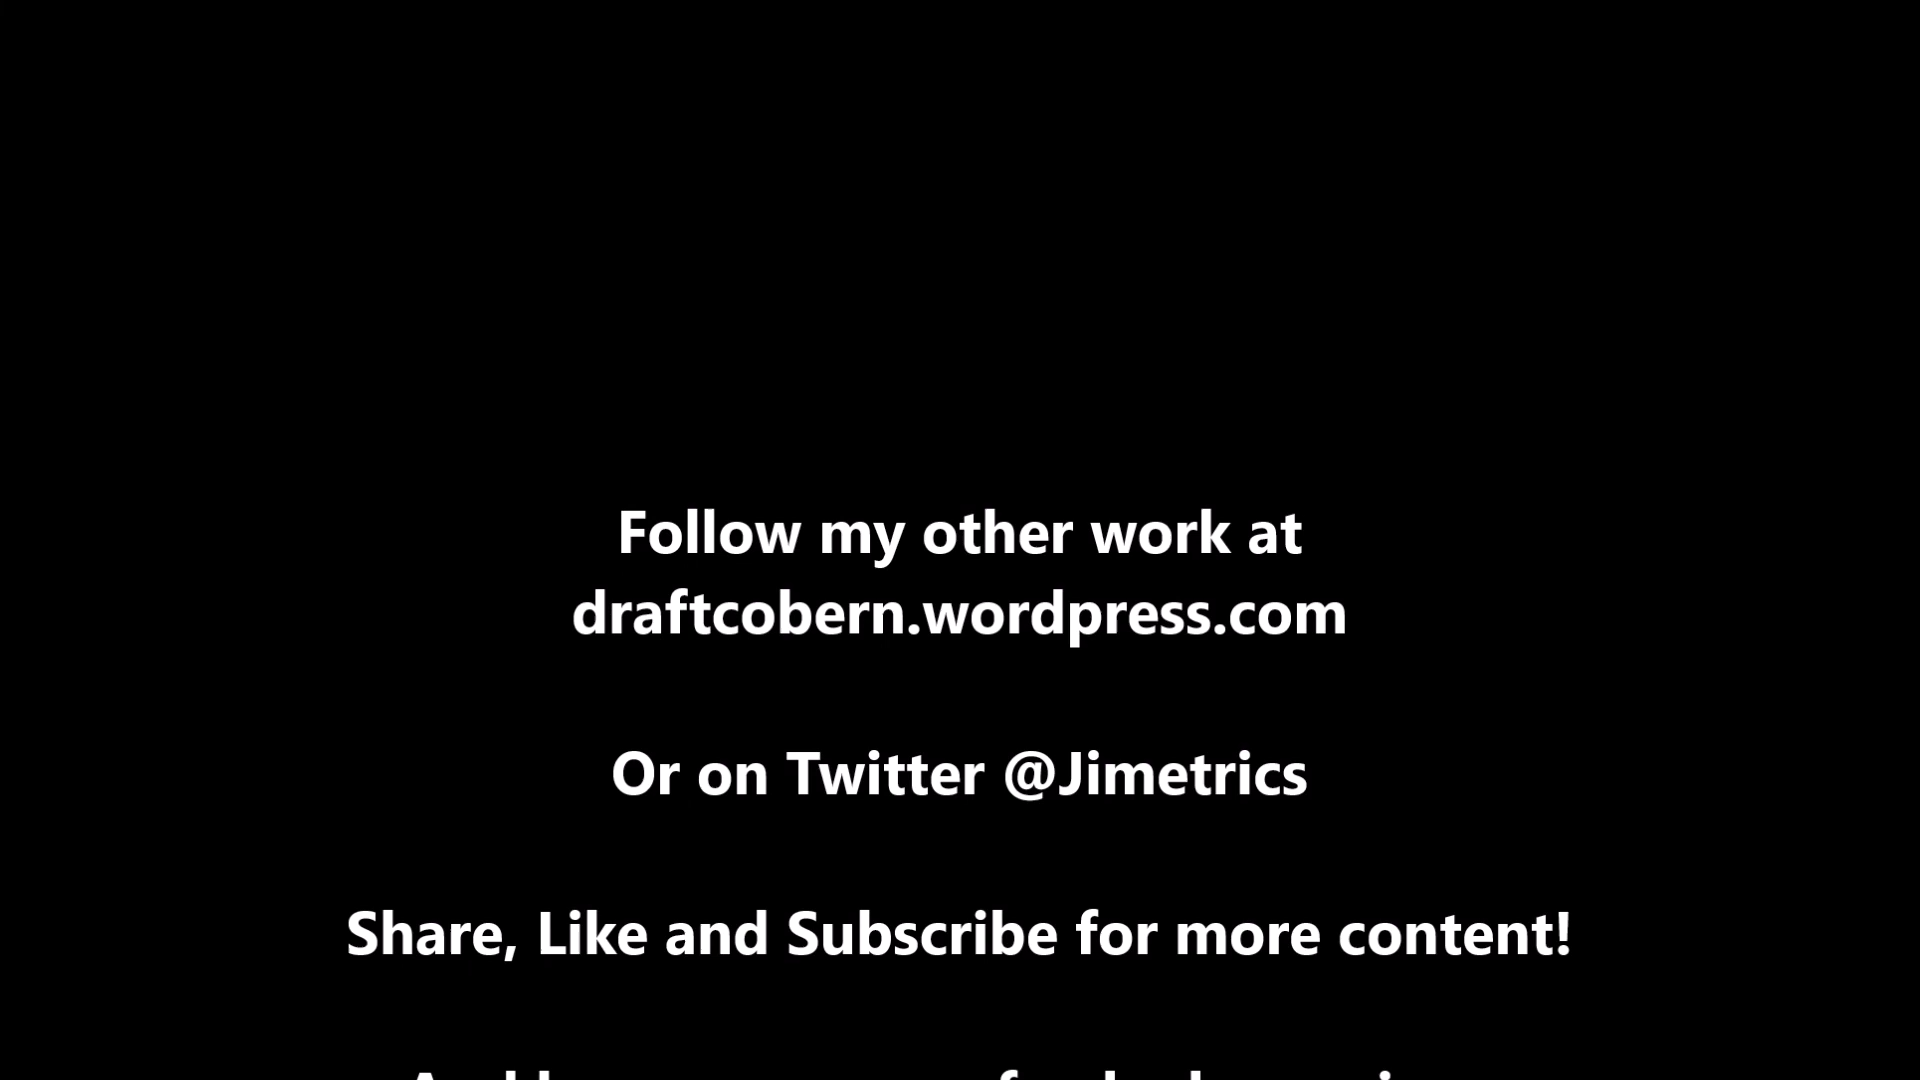 Follow my other work at
draftcobern.wordpress.com
Or on Twitter @Jimetrics
Share, Like and Subscribe for more content!